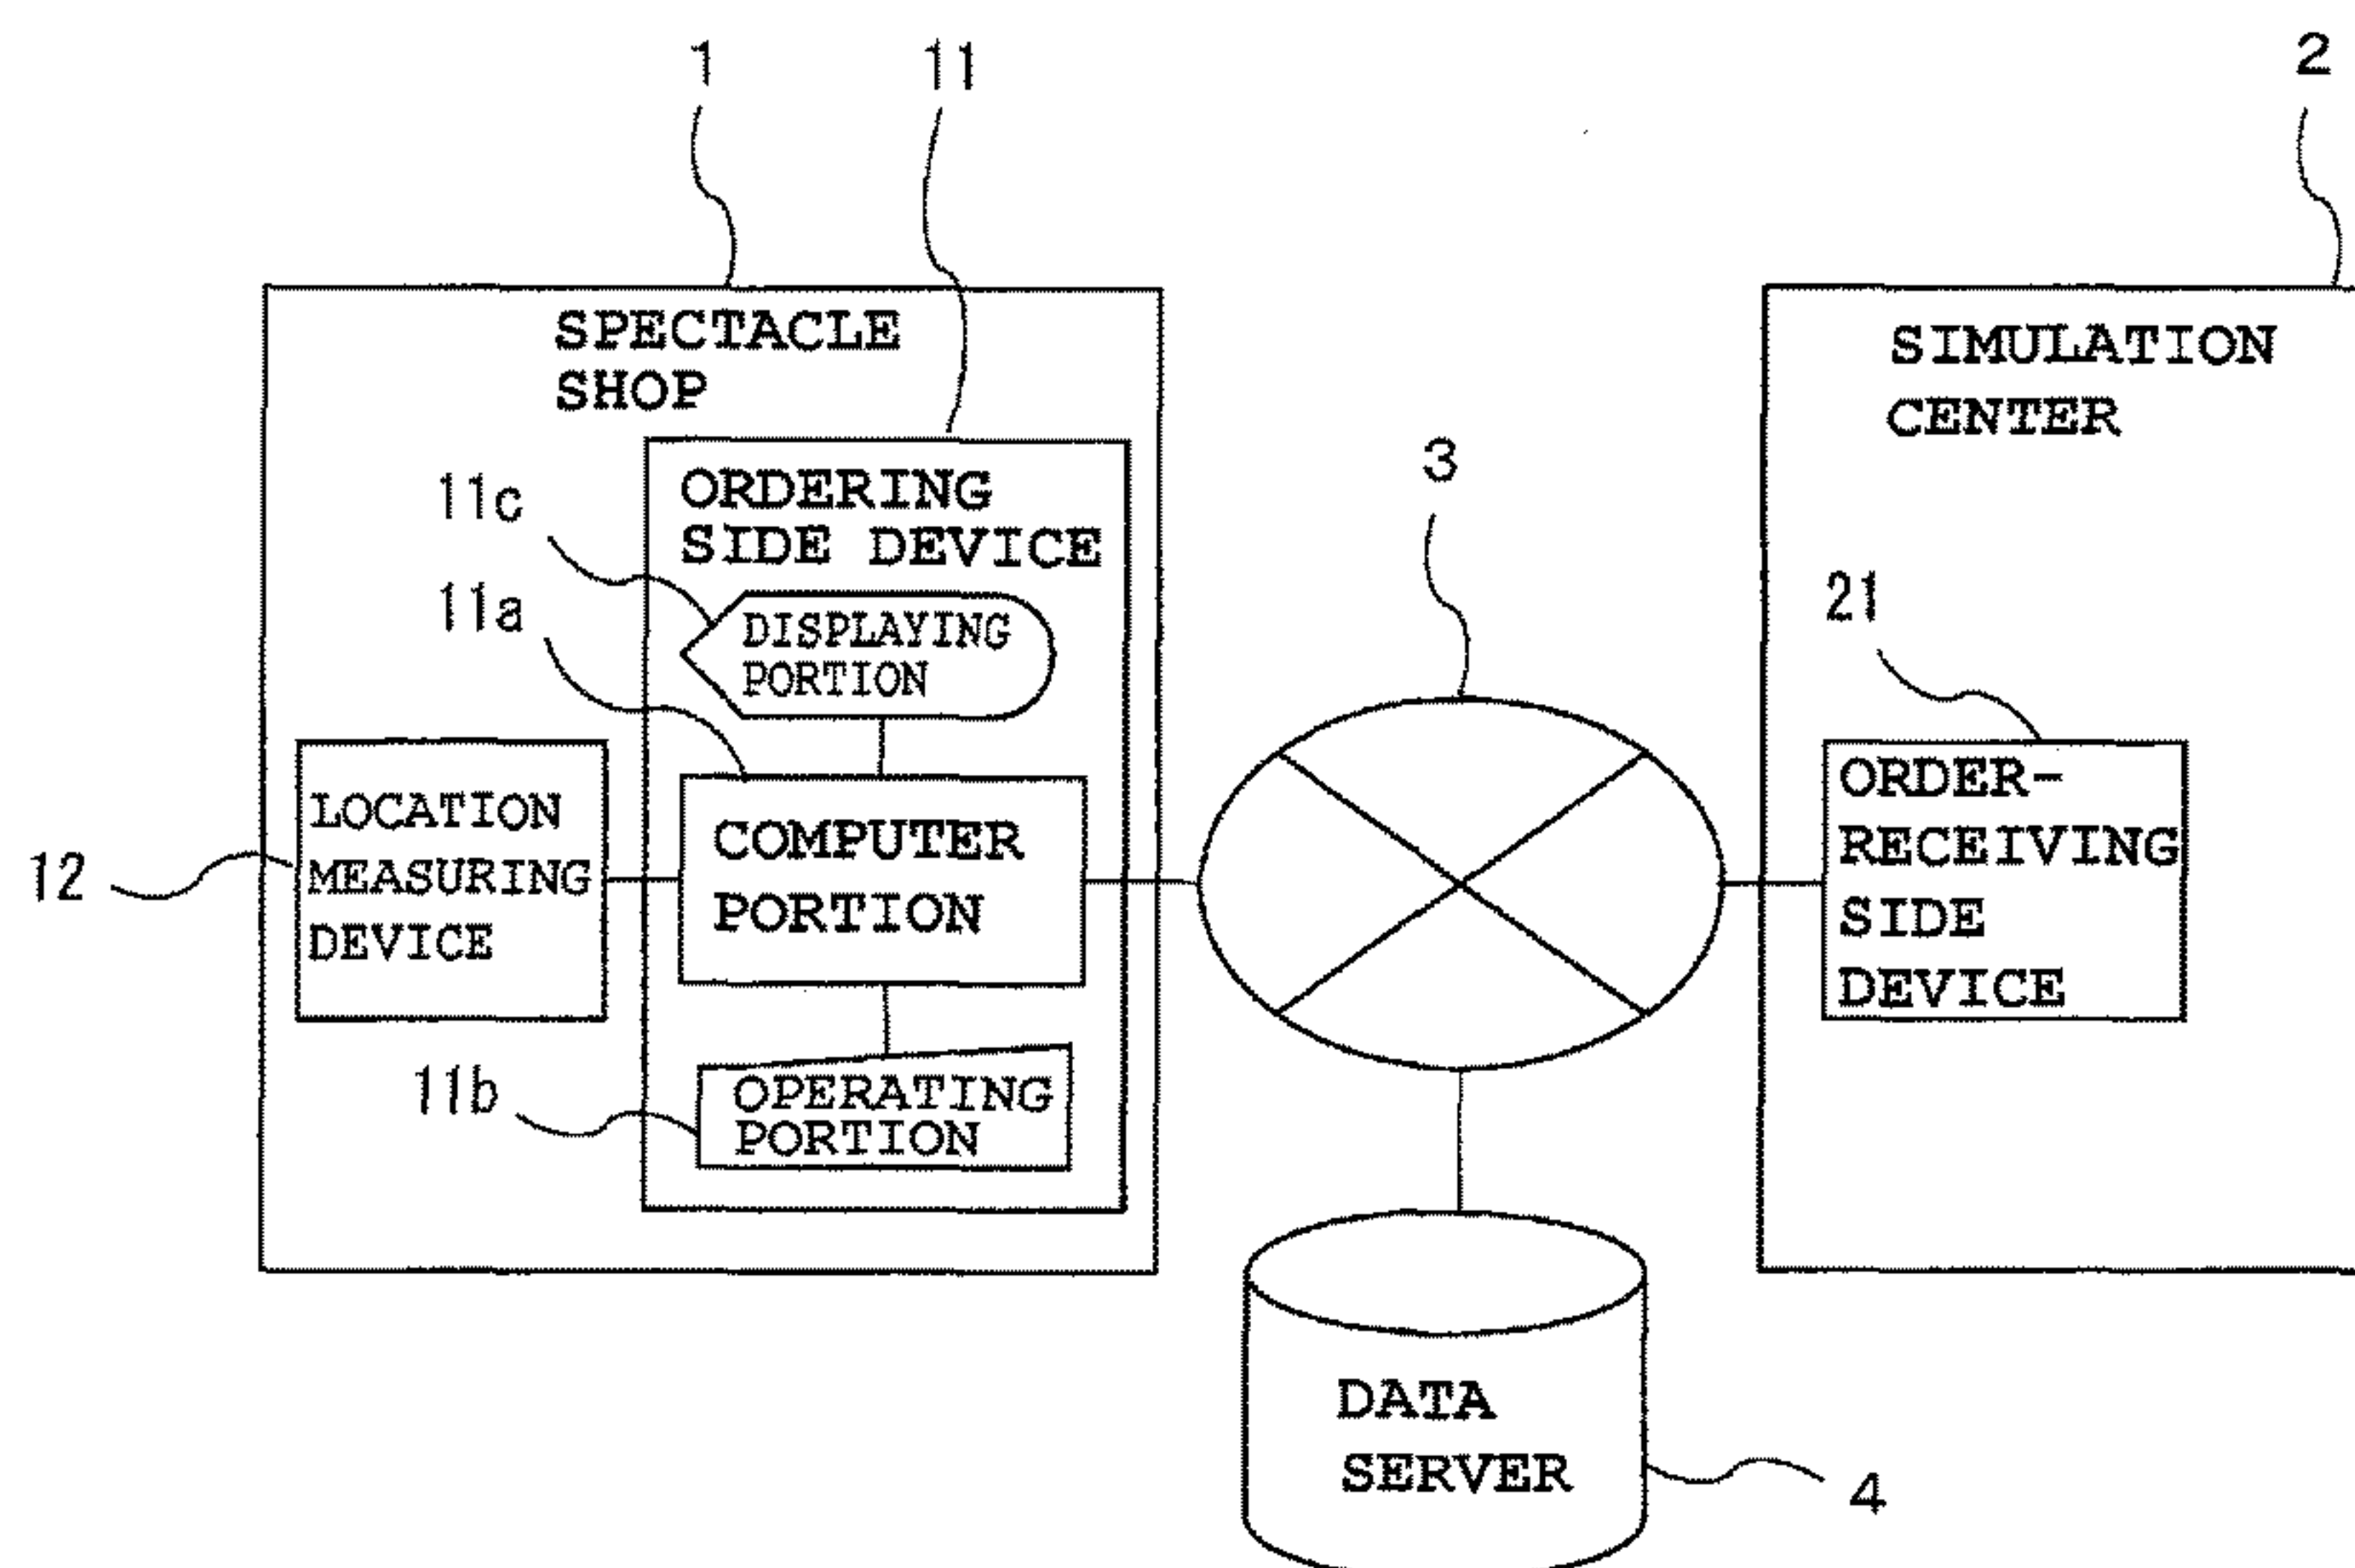 1
11
2
SPECTACLE
SHOP
SIMULATION
CENTER
11c
ORDERING
SIDE DEVICE
3
11a
DISPLAYING
PORTION
21
12
LOCATION
MEASURING
DEVICE
COMPUTER
PORTION
ORDER-
RECEIVING
SIDE
DEVICE
11b
OPERATING
PORTION
DATA
SERVER
4